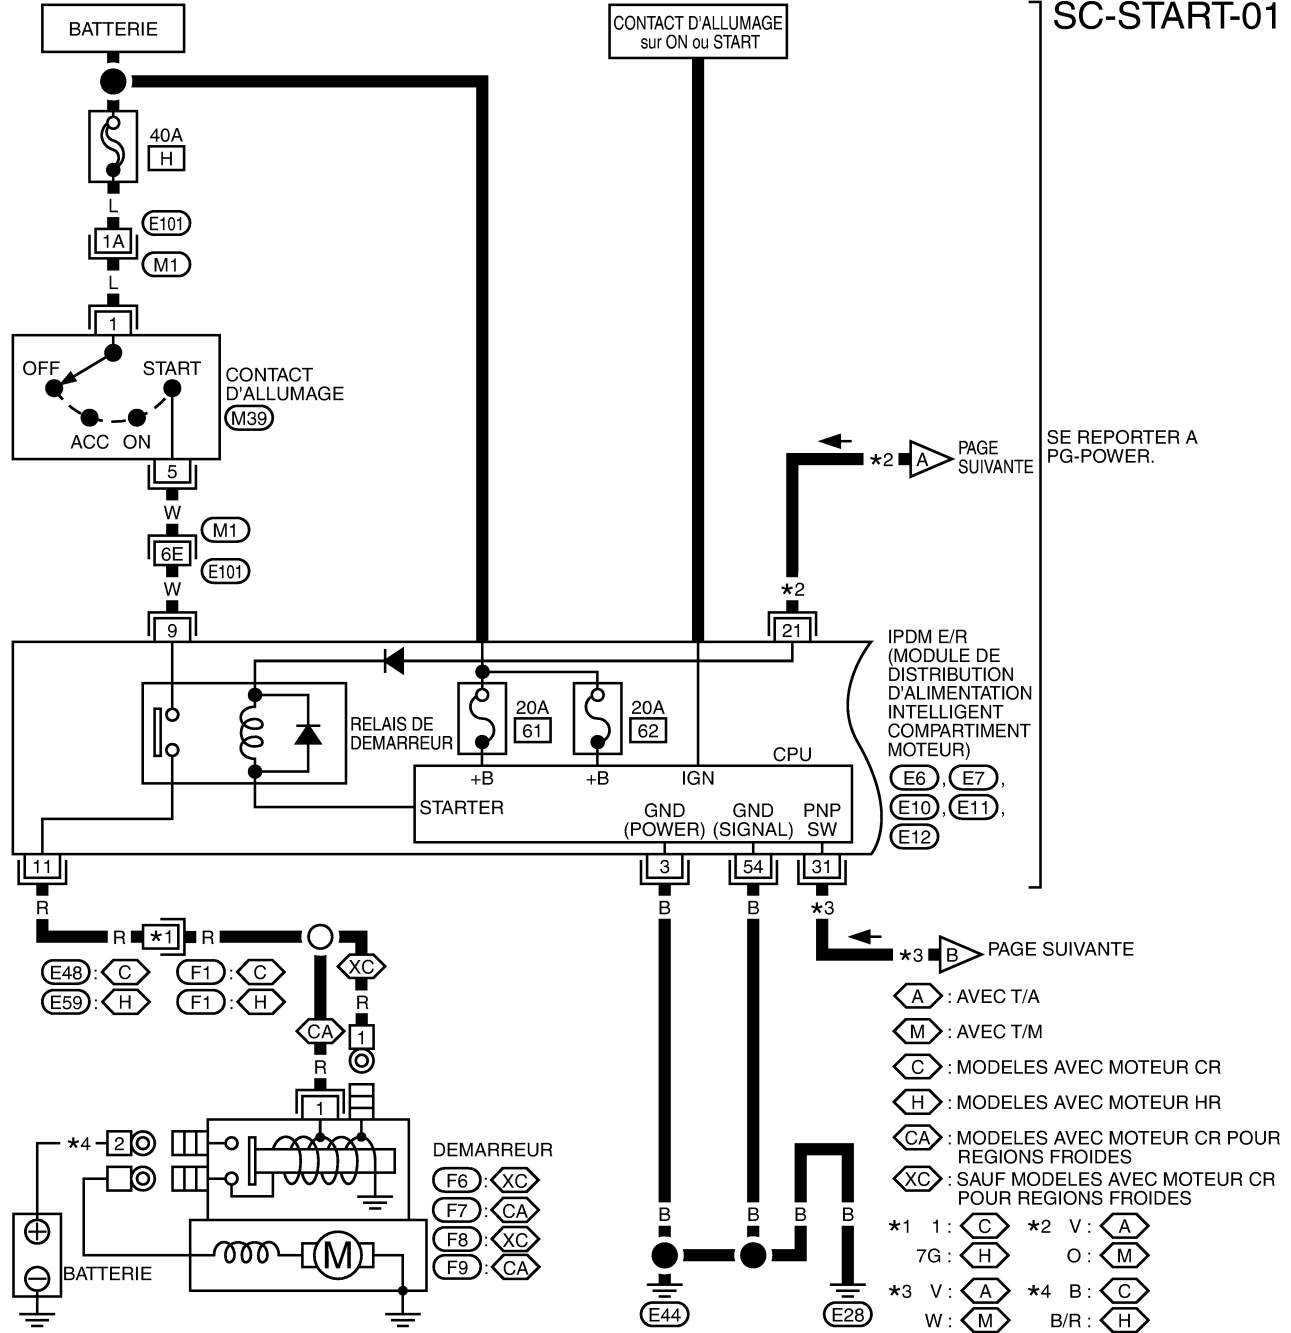 SC-START-01
BATTERIE
CONTACT D'ALLUMAGE
sur ON ou START
40A
H
L
E101
1A
M1
L
1
OFF
START
ACC ON
CONTACT
D'ALLUMAGE
M39
5
W
M1
6E
E101
W
9
*2
A
PAGE
SUIVANTE
SE REPORTER A
PG-POWER.
*2
21
IPDM E/R
(MODULE DE
DISTRIBUTION
D'ALIMENTATION
INTELLIGENT
COMPARTIMENT
MOTEUR)
E6, E7,
E10, E11,
E12
RELAIS DE
DEMARREUR
20A
61
20A
62
CPU
+B
+B
IGN
STARTER
GND
(POWER)
GND
(SIGNAL)
PNP
SW
11
3
54
31
R
B
B
*3
R
*1
R
XC
E48 : C
F1 : C
E59 : H
F1 : H
R
CA
1
R
1
*3
B
PAGE SUIVANTE
A : AVEC T/A
M : AVEC T/M
C : MODELES AVEC MOTEUR CR
H : MODELES AVEC MOTEUR HR
CA : MODELES AVEC MOTEUR CR POUR
REGIONS FROIDES
XC : SAUF MODELES AVEC MOTEUR CR
POUR REGIONS FROIDES
*4
2
DEMARREUR
F6 : XC
F7 : CA
F8 : XC
F9 : CA
M
BATTERIE
B
B
B
B
E44
E28
*1 1 : C
*2 V : A
7G : H
O : M
*3 V : A
*4 B : C
W : M
B/R : H